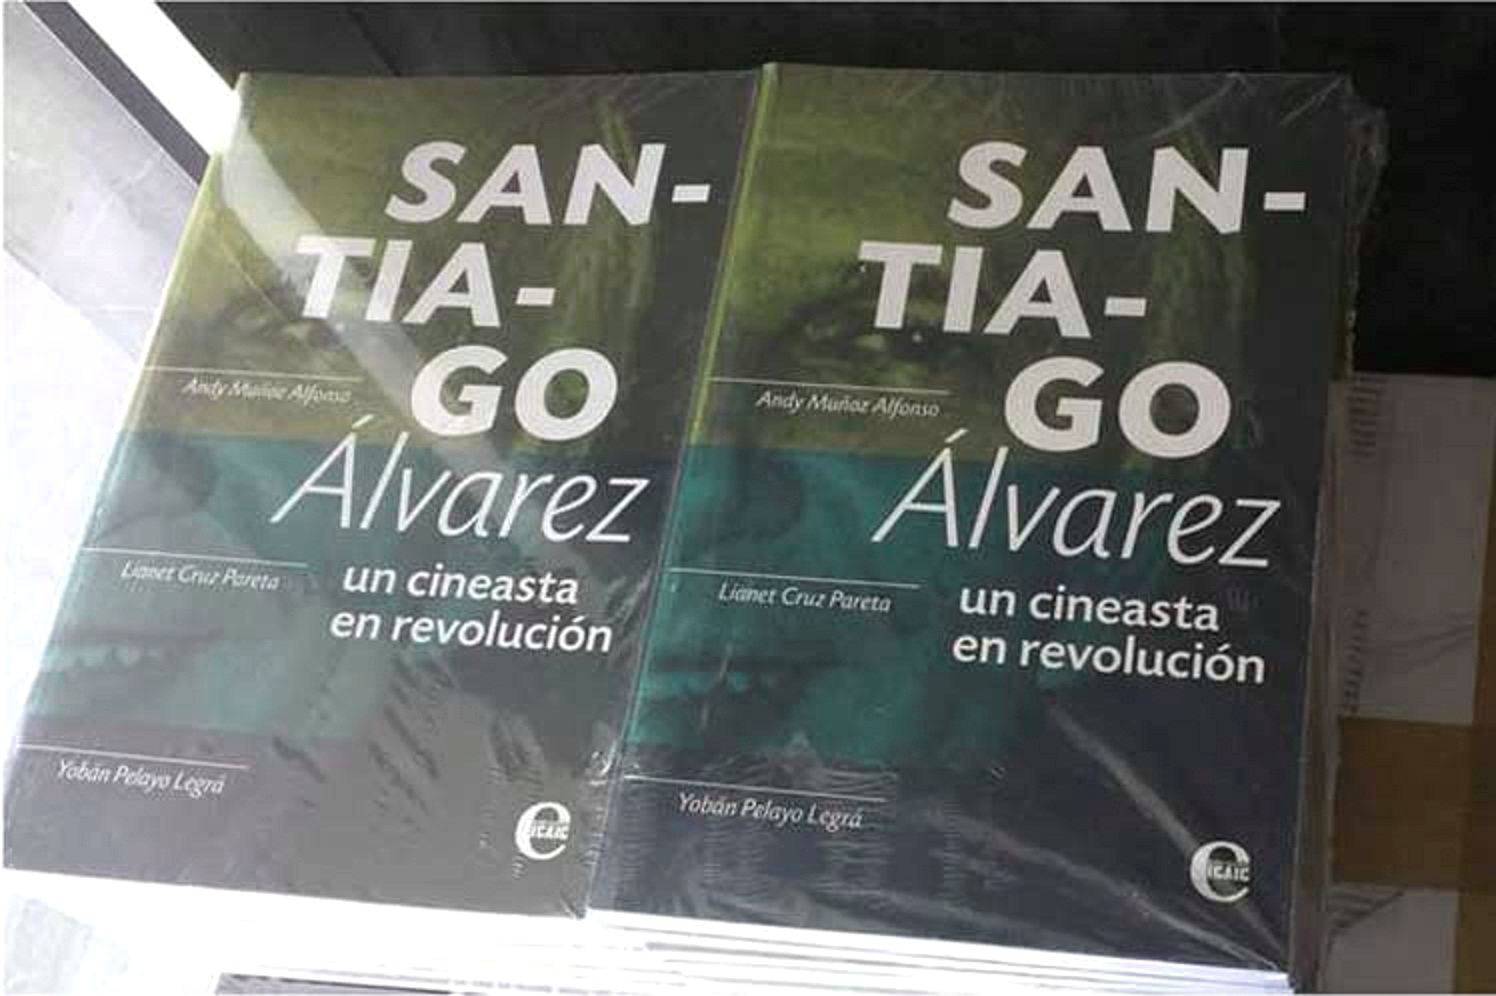 SAN-
TIA-
GO
Álvarez
un cineasta
en revolución
Andy Muñoz Alfonso
Lianet Cruz Pareta
Yobán Pelayo Legrá
e
ICAIC
SAN-
TIA-
GO
Álvarez
un cineasta
en revolución
Andy Muñoz Alfonso
Lianet Cruz Pareta
Yobán Pelayo Legrá
e
ICAIC